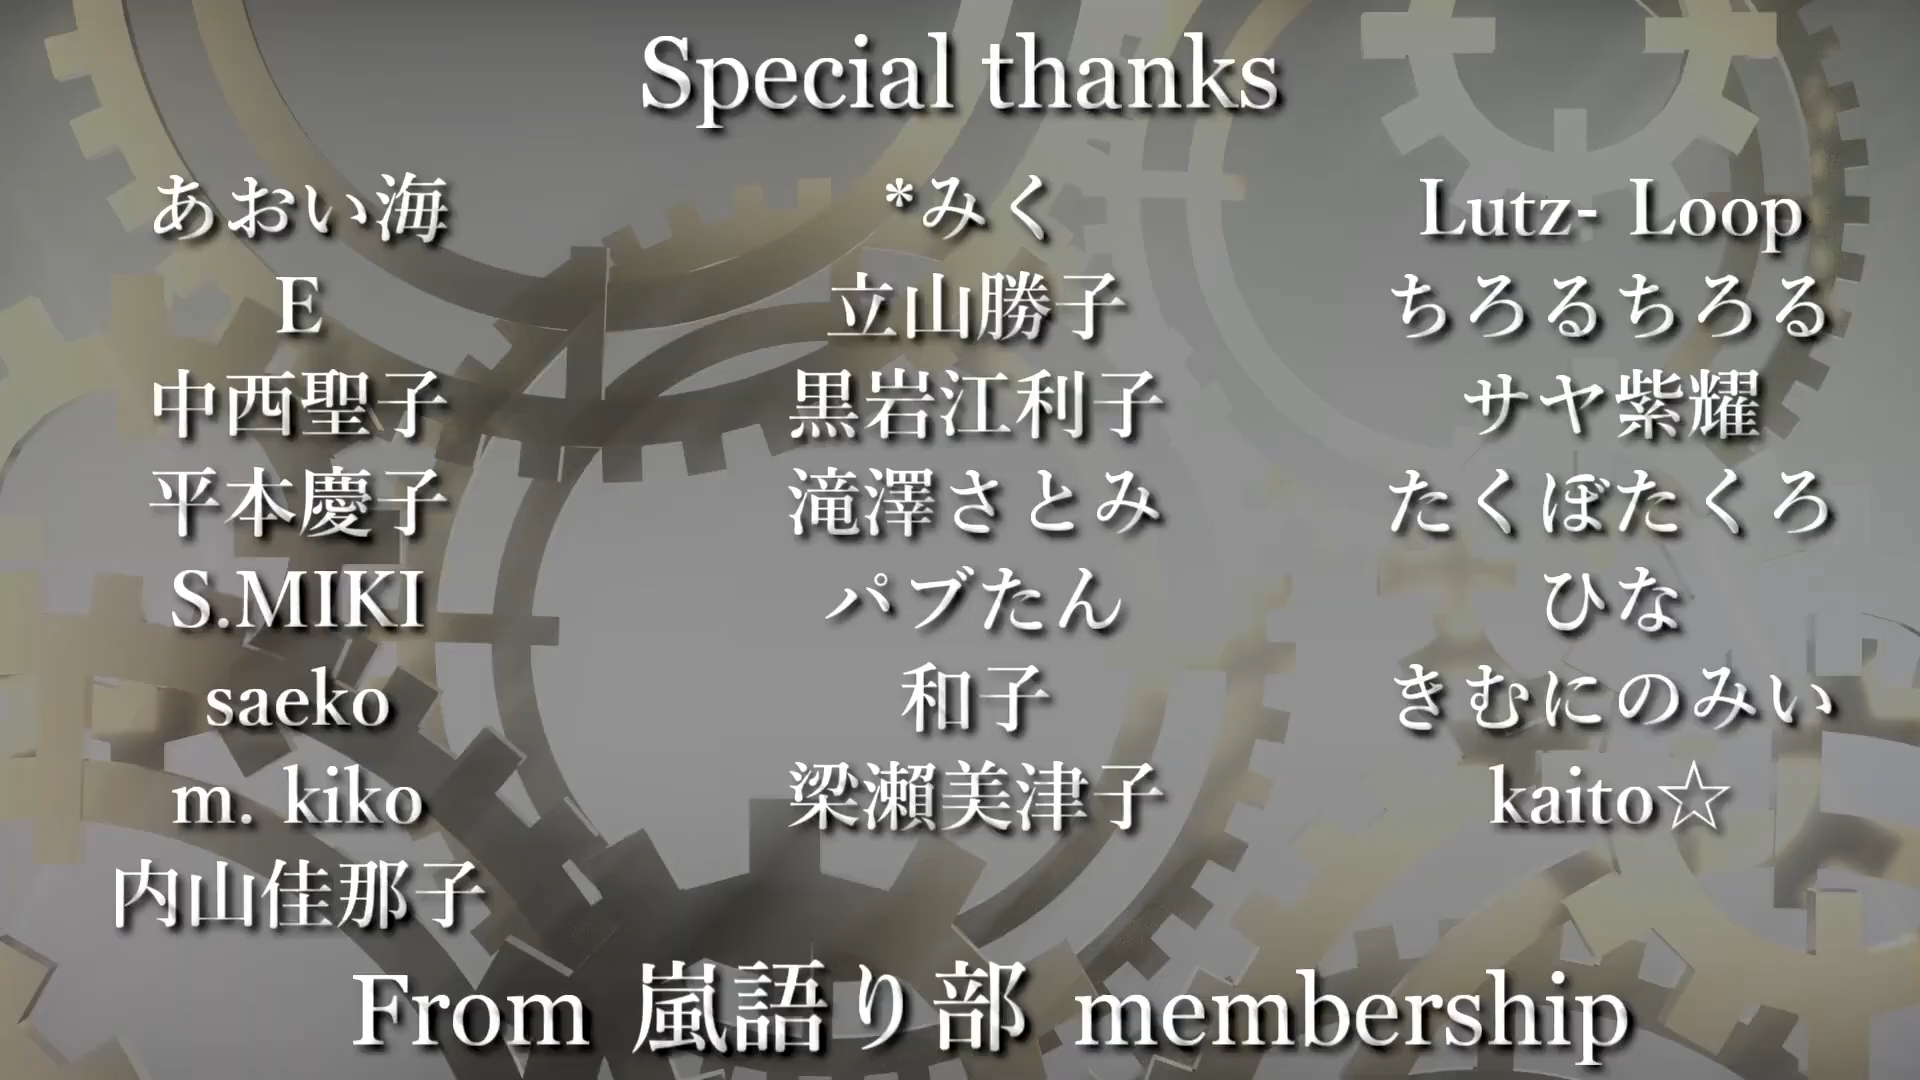 Special thanks
あおい海
E
中西聖子
平本慶子
S.MIKI
saeko
m. kiko
内山佳那子
*みく
立山勝子
黒岩江利子
滝澤さとみ
パブたん
和子
梁瀬美津子
Lutz- Loop
ちろるちろる
サヤ紫耀
たくぼたくろ
ひな
きむにのみい
kaito☆
From 嵐語り部 membership